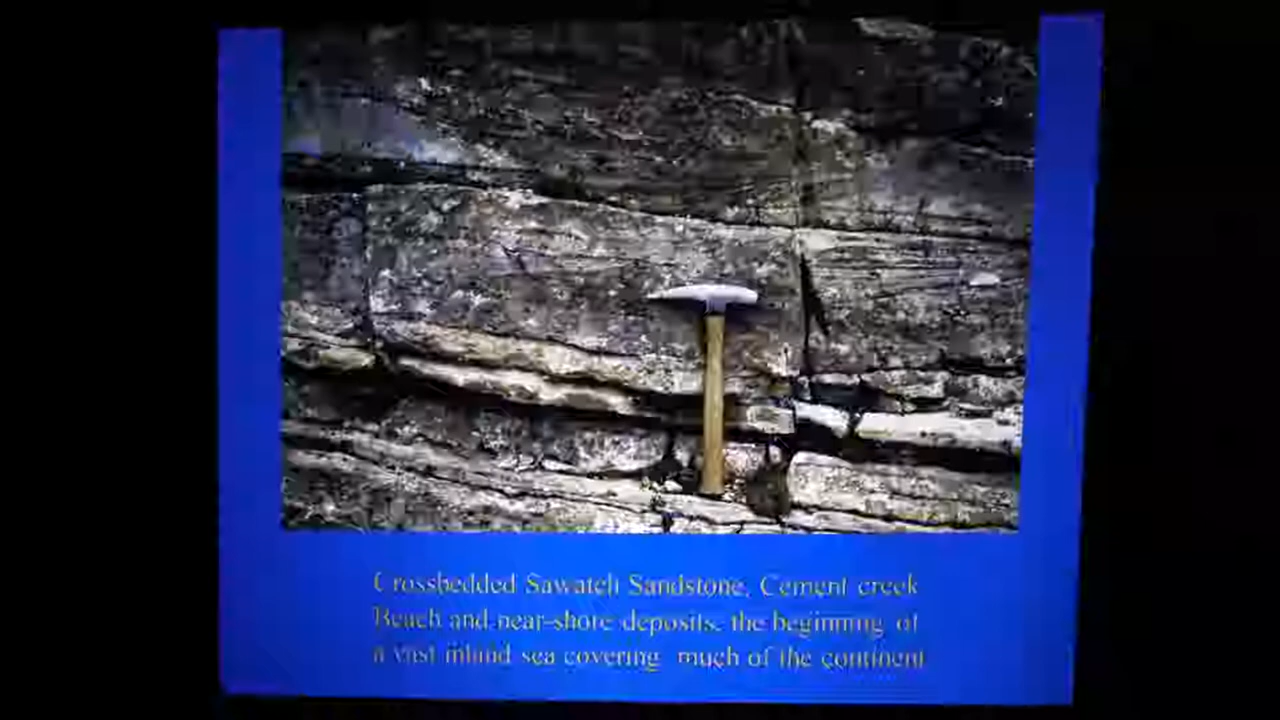 Crossbedded Sawatch Sandstone, Cement creek
Beach and near-shore deposits, the beginning of
a vast inland sea covering much of the continent